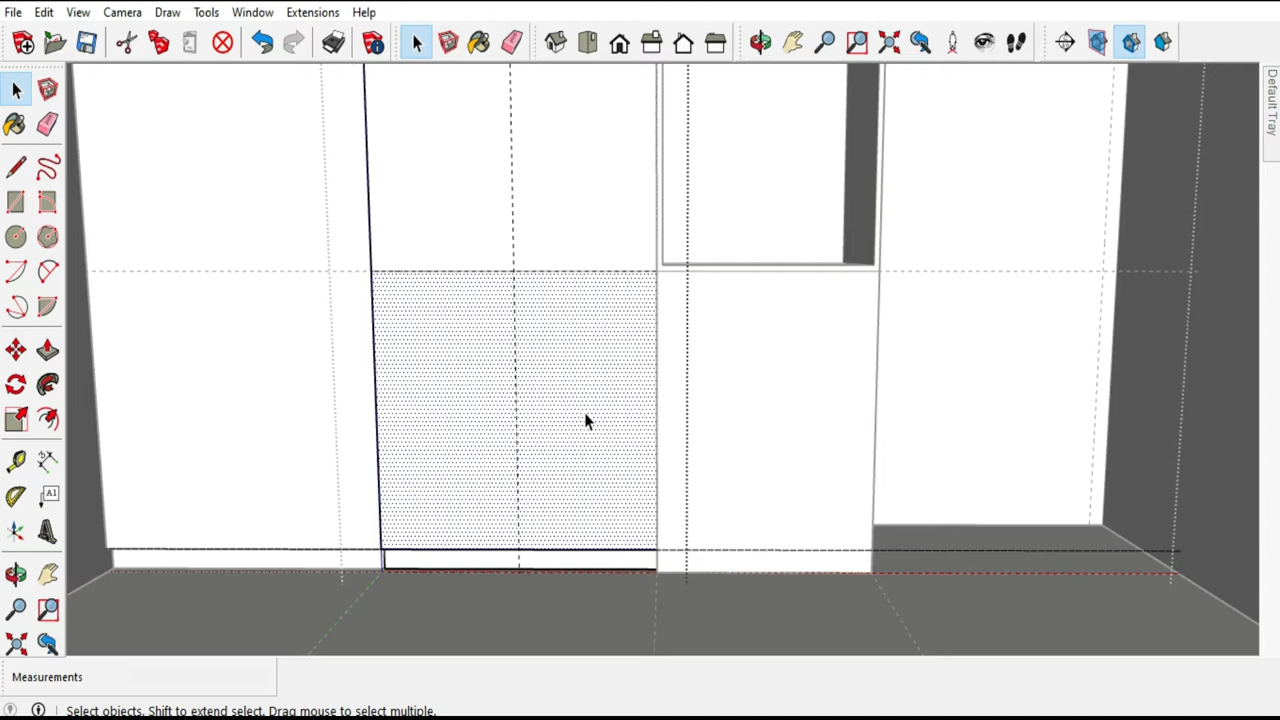 File Edit View Camera Draw Tools Window Extensions Help
Default Tray
A1
Measurements
Select objects. Shift to extend select. Drag mouse to select multiple.